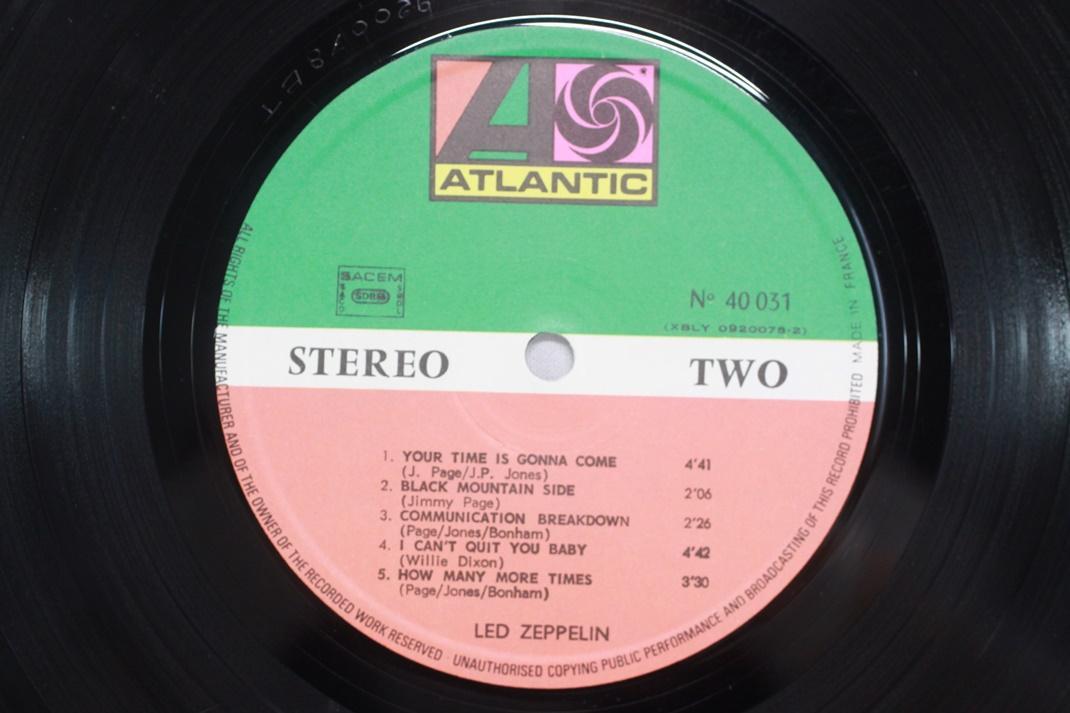 ATLANTIC
SACEM
SDRM
Nº 40 031
(XBLY 0920075-2)
STEREO TWO
1. YOUR TIME IS GONNA COME 4'41
(J. Page/J.P. Jones)
2. BLACK MOUNTAIN SIDE 2'06
(Jimmy Page)
3. COMMUNICATION BREAKDOWN 2'26
(Page/Jones/Bonham)
4. I CAN'T QUIT YOU BABY 4'42
(Willie Dixon)
5. HOW MANY MORE TIMES 3'30
(Page/Jones/Bonham)
LED ZEPPELIN
ALL RIGHTS OF THE MANUFACTURER AND OF THE OWNER OF THE RECORDED WORK RESERVED · UNAUTHORISED COPYING PUBLIC PERFORMANCE AND BROADCASTING OF THIS RECORD PROHIBITED MADE IN FRANCE